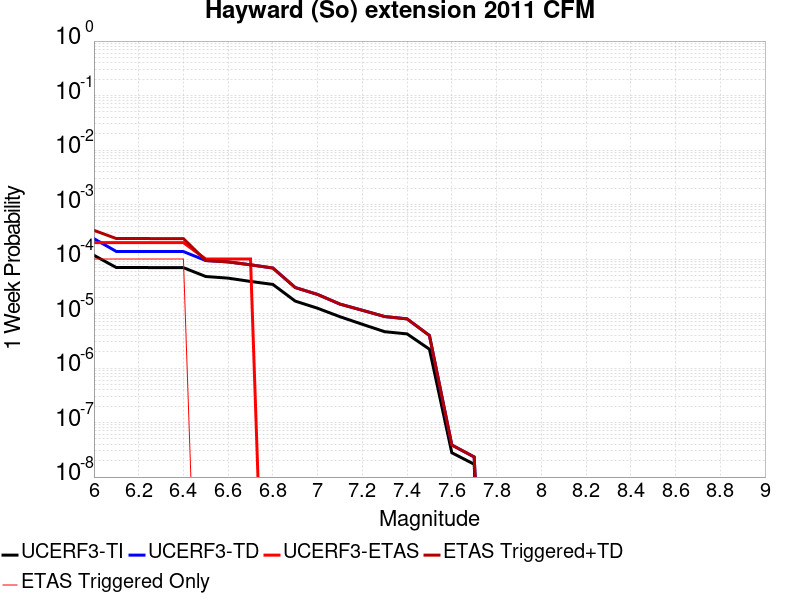 Hayward (So) extension 2011 CFM
10^0
10^-1
10^-2
10^-3
10^-4
10^-5
10^-6
10^-7
10^-8
1 Week Probability
6 6.2 6.4 6.6 6.8 7 7.2 7.4 7.6 7.8 8 8.2 8.4 8.6 8.8 9
Magnitude
UCERF3-TI UCERF3-TD UCERF3-ETAS ETAS Triggered+TD
ETAS Triggered Only